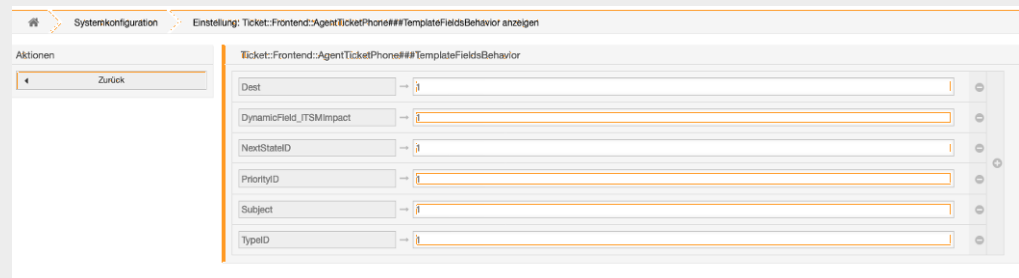 Systemkonfiguration Einstellung: Ticket::Frontend::AgentTicketPhone###TemplateFieldsBehavior anzeigen
Aktionen
Zurück
Ticket::Frontend::AgentTicketPhone###TemplateFieldsBehavior
Dest → 1
DynamicField_ITSMImpact → 1
NextStateID → 1
PriorityID → 1
Subject → 1
TypeID → 1